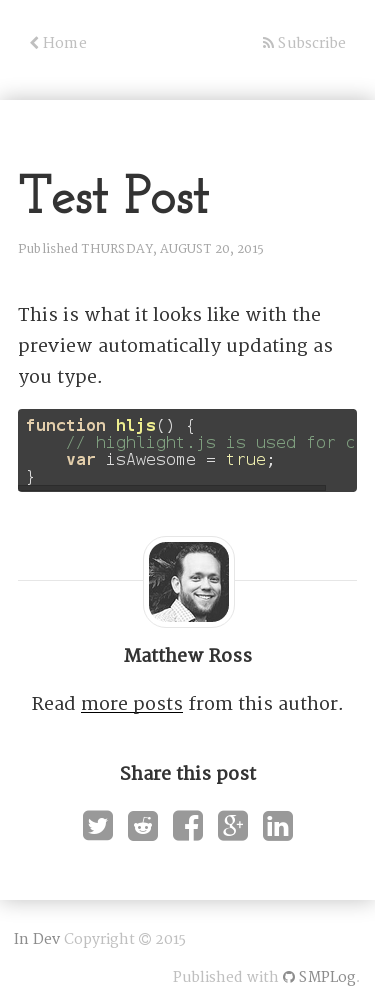 Home
Subscribe
Test Post
Published THURSDAY, AUGUST 20, 2015
This is what it looks like with the
preview automatically updating as
you type.
function hljs() {
// highlight.js is used for c
var isAwesome = true;
}
Matthew Ross
Read more posts from this author.
Share this post
In Dev Copyright © 2015
Published with SMPLog.